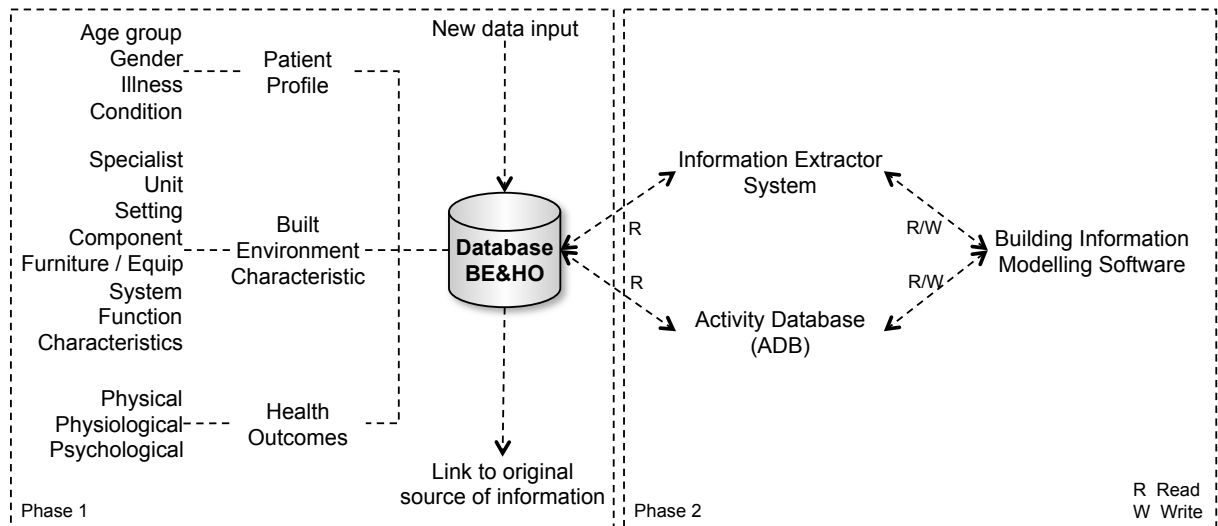 Age group
Gender
Illness
Condition
Patient
Profile
New data input
Specialist
Unit
Setting
Component
Furniture / Equip
System
Function
Characteristics
Built
Environment
Characteristic
Database
BE&HO
Physical
Physiological
Psychological
Health
Outcomes
Link to original
source of information
Phase 1
Information Extractor
System
R
R
R/W
R/W
Building Information
Modelling Software
Activity Database
(ADB)
Phase 2
R Read
W Write